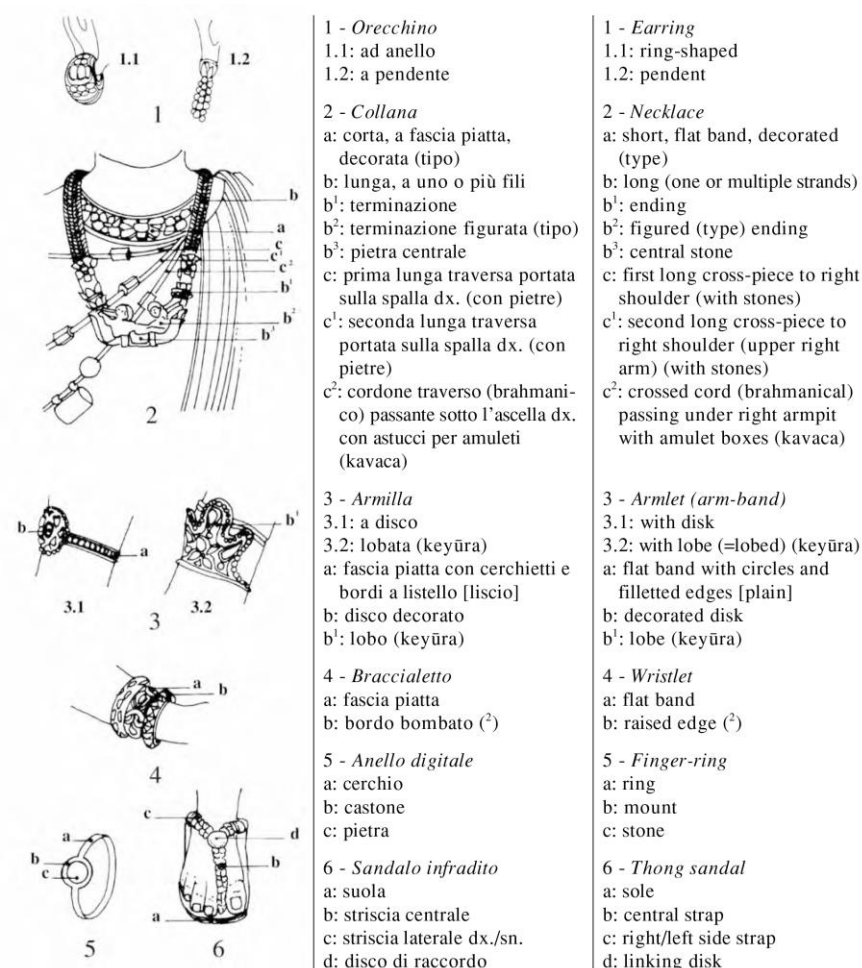 1.1
1.2
1
b
a
c
c¹
c²
b¹
b²
b³
2
b
a
b¹
3.1
3.2
3
a
b
4
a
b
c
5
c
d
b
a
6
1 - Orecchino
1.1: ad anello
1.2: a pendente
2 - Collana
a: corta, a fascia piatta,
decorata (tipo)
b: lunga, a uno o più fili
b¹: terminazione
b²: terminazione figurata (tipo)
b³: pietra centrale
c: prima lunga traversa portata
sulla spalla dx. (con pietre)
c¹: seconda lunga traversa
portata sulla spalla dx. (con
pietre)
c²: cordone traverso (brahmani-
co) passante sotto l'ascella dx.
con astucci per amuleti
(kavaca)
3 - Armilla
3.1: a disco
3.2: lobata (keyūra)
a: fascia piatta con cerchietti e
bordi a listello [liscio]
b: disco decorato
b¹: lobo (keyūra)
4 - Braccialetto
a: fascia piatta
b: bordo bombato (²)
5 - Anello digitale
a: cerchio
b: castone
c: pietra
6 - Sandalo infradito
a: suola
b: striscia centrale
c: striscia laterale dx./sn.
d: disco di raccordo
1 - Earring
1.1: ring-shaped
1.2: pendent
2 - Necklace
a: short, flat band, decorated
(type)
b: long (one or multiple strands)
b¹: ending
b²: figured (type) ending
b³: central stone
c: first long cross-piece to right
shoulder (with stones)
c¹: second long cross-piece to
right shoulder (upper right
arm) (with stones)
c²: crossed cord (brahmanical)
passing under right armpit
with amulet boxes (kavaca)
3 - Armlet (arm-band)
3.1: with disk
3.2: with lobe (=lobed) (keyūra)
a: flat band with circles and
filletted edges [plain]
b: decorated disk
b¹: lobe (keyūra)
4 - Wristlet
a: flat band
b: raised edge (²)
5 - Finger-ring
a: ring
b: mount
c: stone
6 - Thong sandal
a: sole
b: central strap
c: right/left side strap
d: linking disk